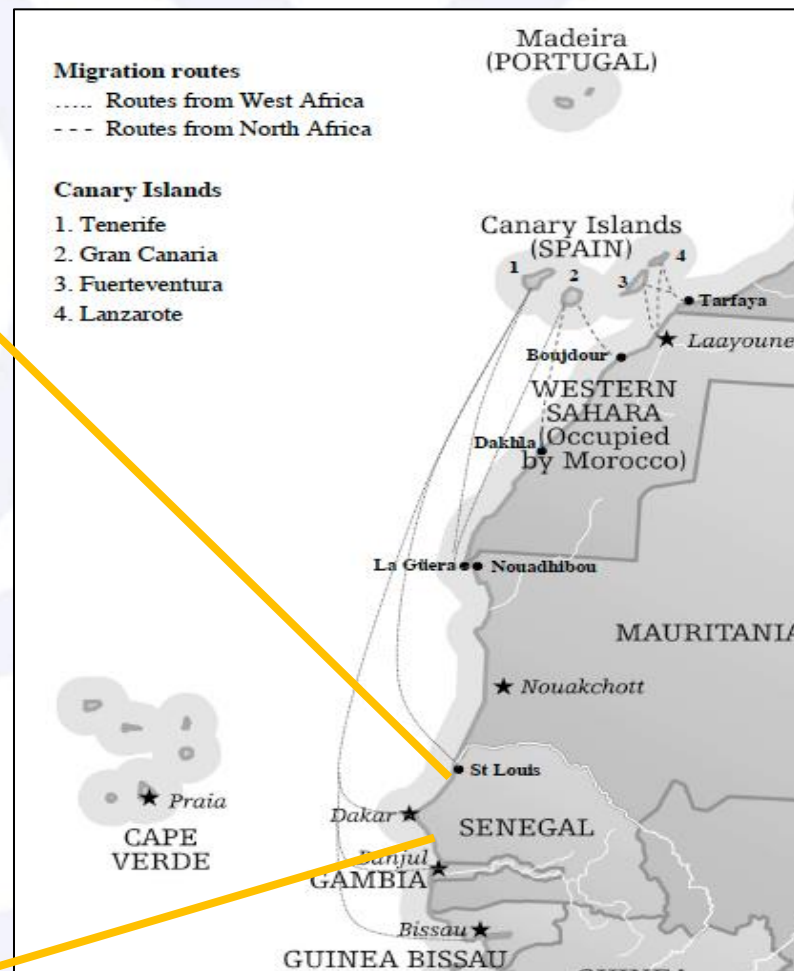 Migration routes
..... Routes from West Africa
- - - Routes from North Africa
Canary Islands
1. Tenerife
2. Gran Canaria
3. Fuerteventura
4. Lanzarote
Madeira
(PORTUGAL)
Canary Islands
(SPAIN)
1
2
3
4
Tarfaya
Laayoune
Boujdour
WESTERN
SAHARA
(Occupied
by Morocco)
Dakhla
La Güera
Nouadhibou
MAURITANIA
Nouakchott
St Louis
Praia
CAPE
VERDE
Dakar
SENEGAL
Banjul
GAMBIA
Bissau
GUINEA BISSAU